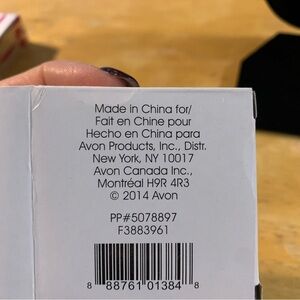 Made in China for/
Fait en Chine pour
Hecho en China para
Avon Products, Inc., Distr.
New York, NY 10017
Avon Canada Inc.,
Montréal H9R 4R3
© 2014 Avon
PP#5078897
F3883961
8 88761 01384 8